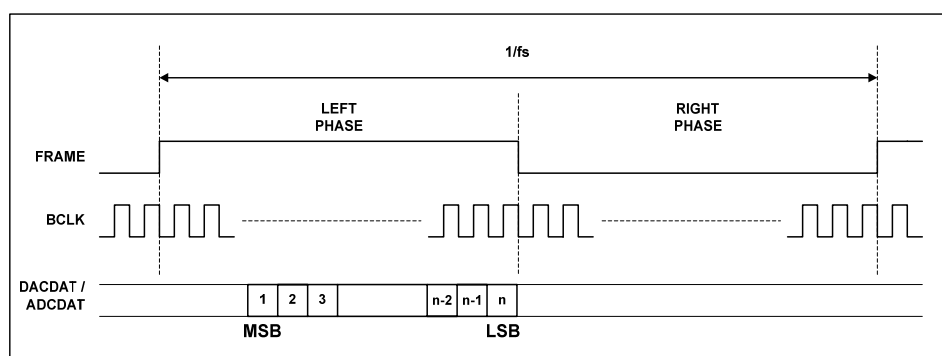 1/fs
LEFT
PHASE
RIGHT
PHASE
FRAME
BCLK
DACDAT /
ADCDAT
1 2 3 n-2 n-1 n
MSB LSB